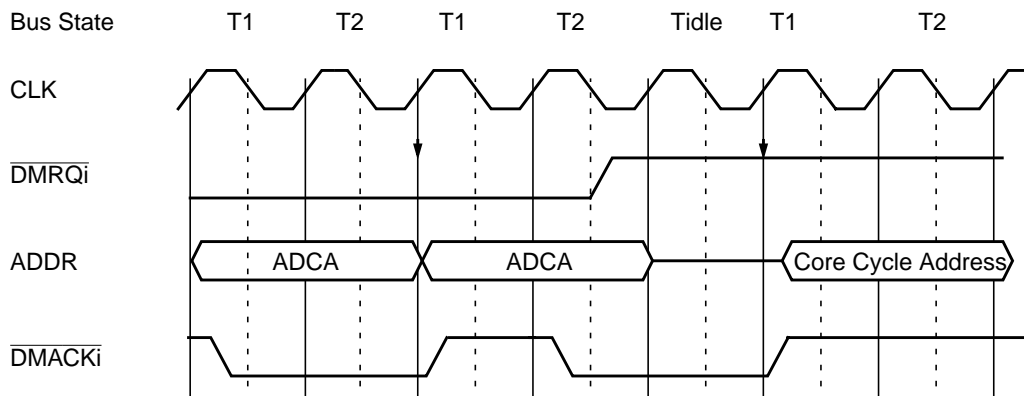 Bus State T1 T2 T1 T2 Tidle T1 T2
CLK
DMRQi
ADDR ADCA ADCA Core Cycle Address
DMACKi